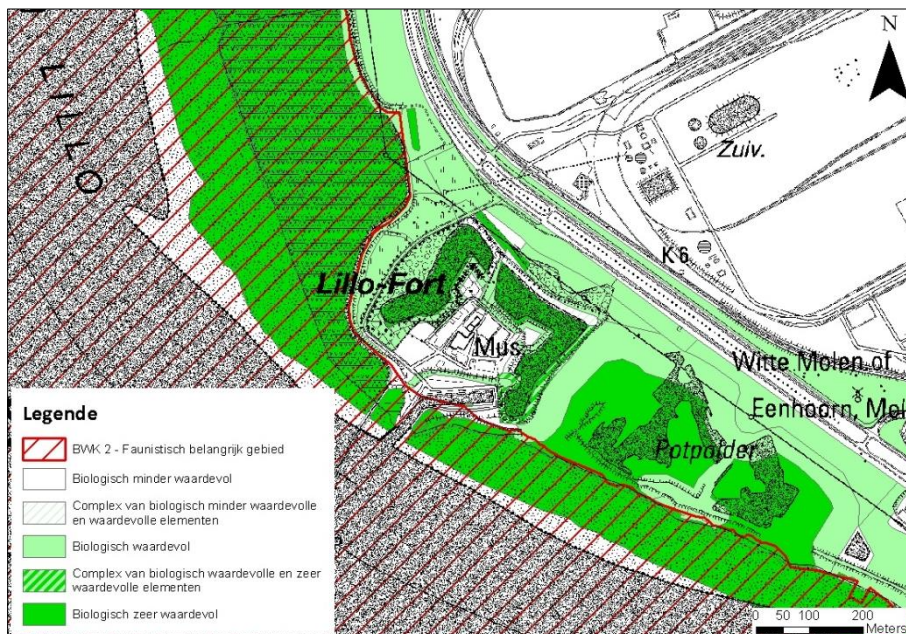 N
LILLO
Zuiv.
K 6
Lillo-Fort
Mus.
Witte Molen of
Eenhoorn, Mol
Potpolder
Legende
BWK 2 - Faunistisch belangrijk gebied
Biologisch minder waardevol
Complex van biologisch minder waardevolle
en waardevolle elementen
Biologisch waardevol
Complex van biologisch waardevolle en zeer
waardevolle elementen
Biologisch zeer waardevol
0 50 100 200
Meters